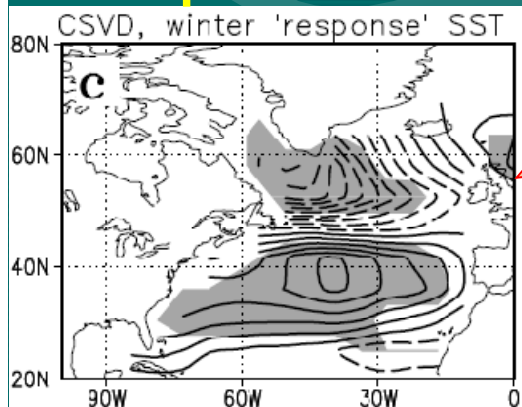 CSVD, winter 'response' SST
80N
C
60N
40N
20N
90W 60W 30W 0